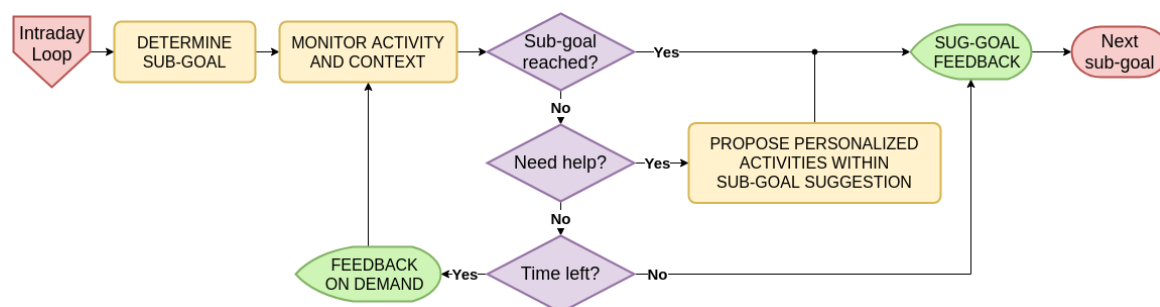 Intraday
Loop
DETERMINE
SUB-GOAL
MONITOR ACTIVITY
AND CONTEXT
Sub-goal
reached?
Yes
SUG-GOAL
FEEDBACK
Next
sub-goal
No
Need help?
Yes
PROPOSE PERSONALIZED
ACTIVITIES WITHIN
SUB-GOAL SUGGESTION
No
Time left?
Yes
FEEDBACK
ON DEMAND
No